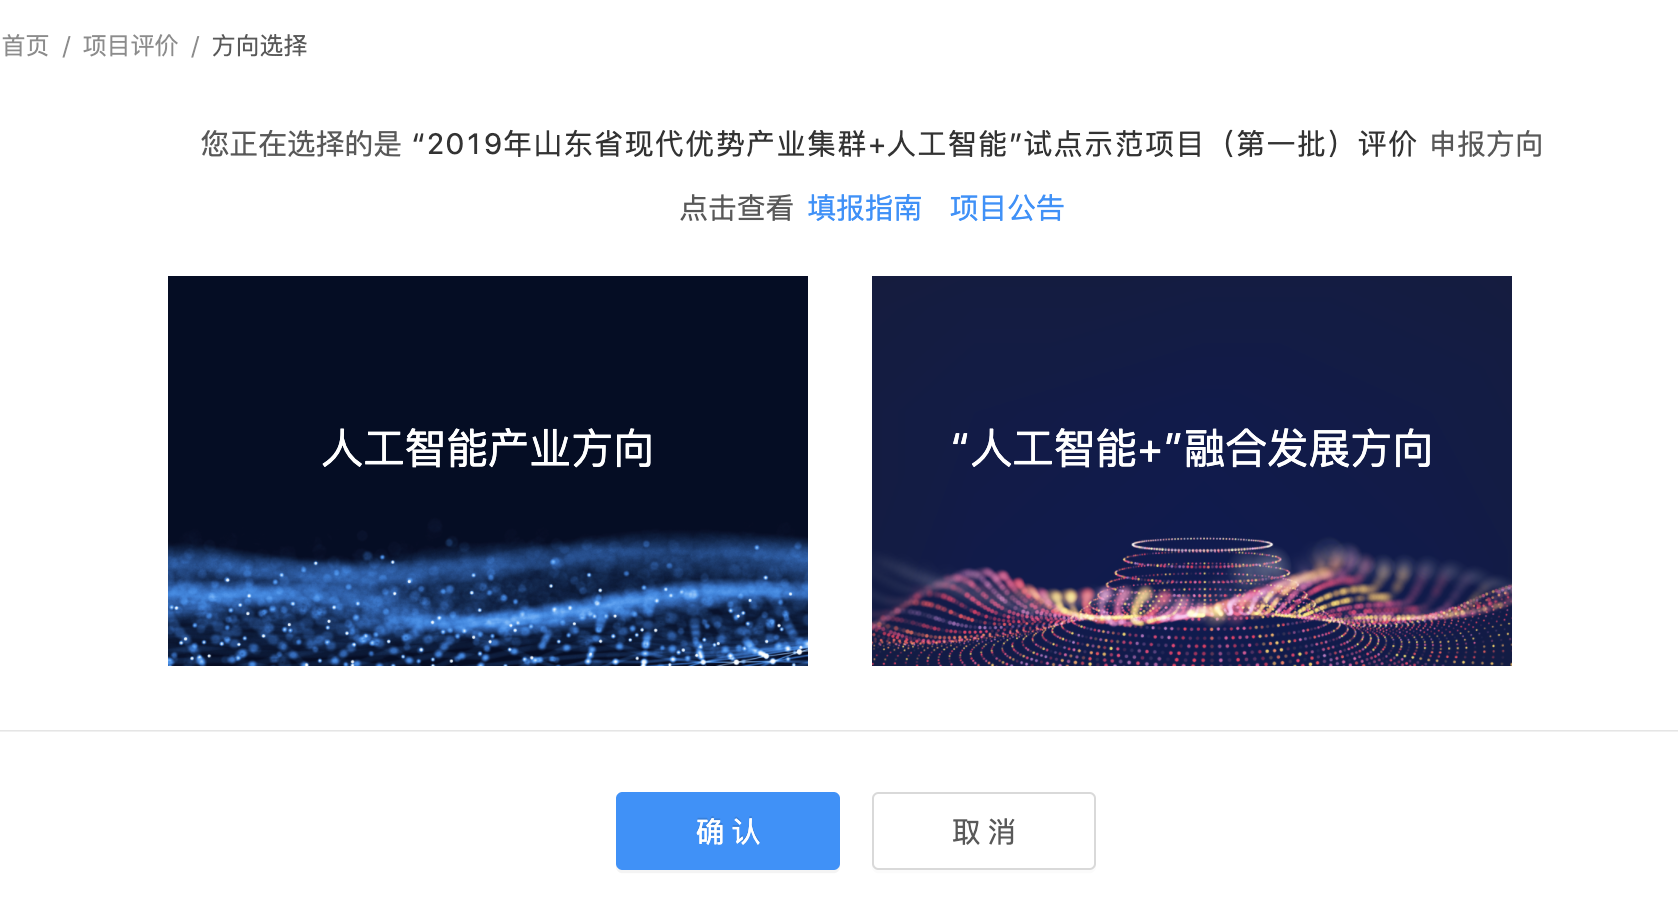 首页 / 项目评价 / 方向选择
您正在选择的是 “2019年山东省现代优势产业集群+人工智能”试点示范项目（第一批）评价 申报方向
点击查看 填报指南 项目公告
人工智能产业方向
“人工智能+”融合发展方向
确 认
取 消